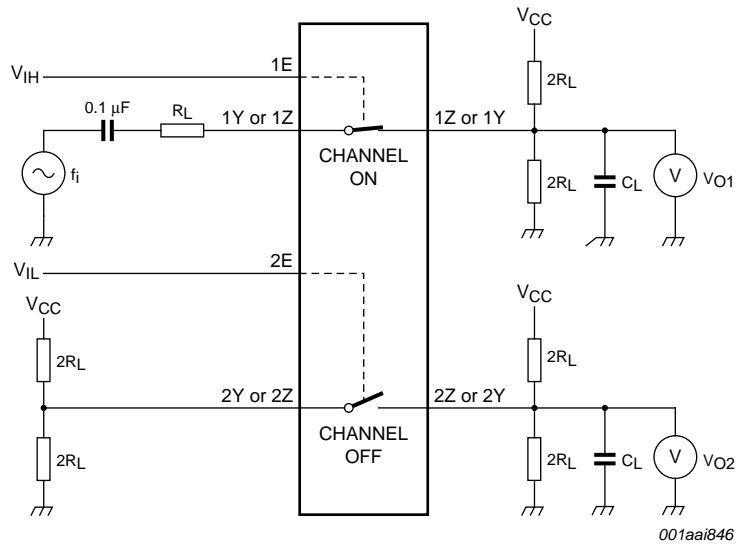 VCC
1E
VIH
2RL
0.1 μF
RL
1Y or 1Z
1Z or 1Y
fi
CHANNEL
ON
2RL
CL
V
VO1
2E
VIL
VCC
VCC
2RL
2RL
2Y or 2Z
2Z or 2Y
CHANNEL
OFF
2RL
2RL
CL
V
VO2
001aai846